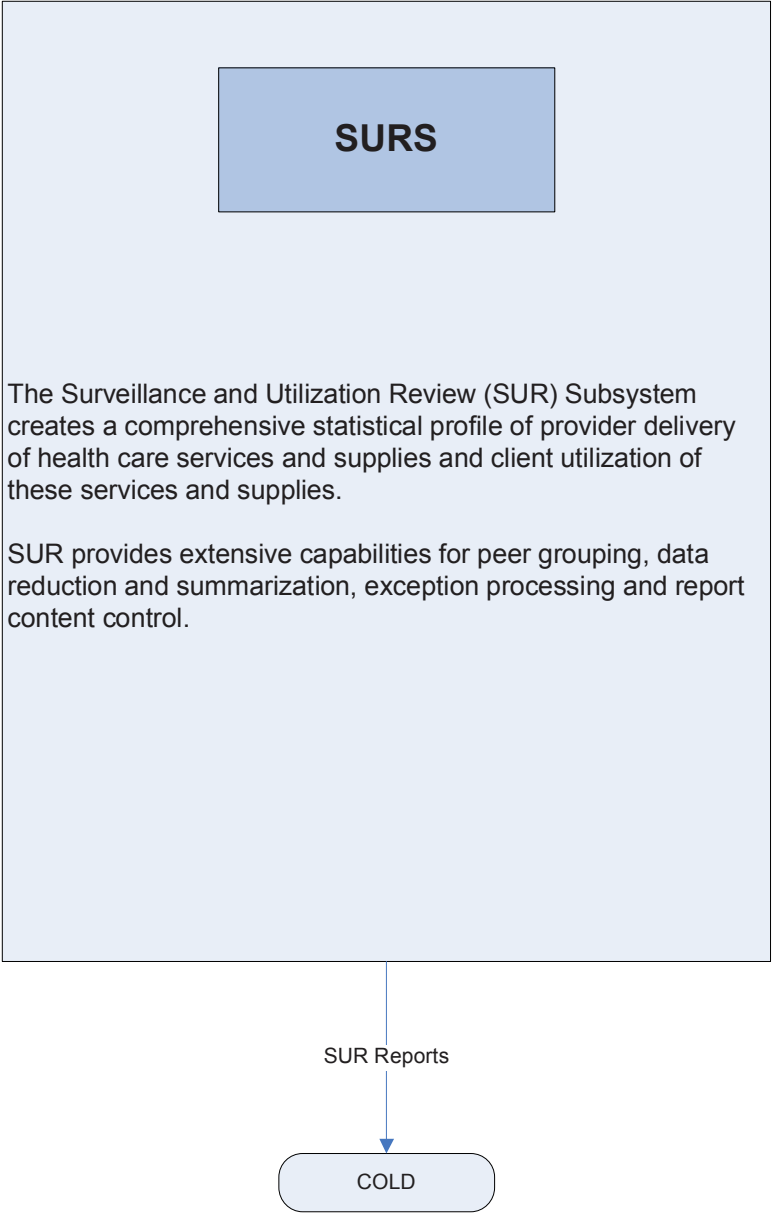 SURS
The Surveillance and Utilization Review (SUR) Subsystem
creates a comprehensive statistical profile of provider delivery
of health care services and supplies and client utilization of
these services and supplies.
SUR provides extensive capabilities for peer grouping, data
reduction and summarization, exception processing and report
content control.
SUR Reports
COLD